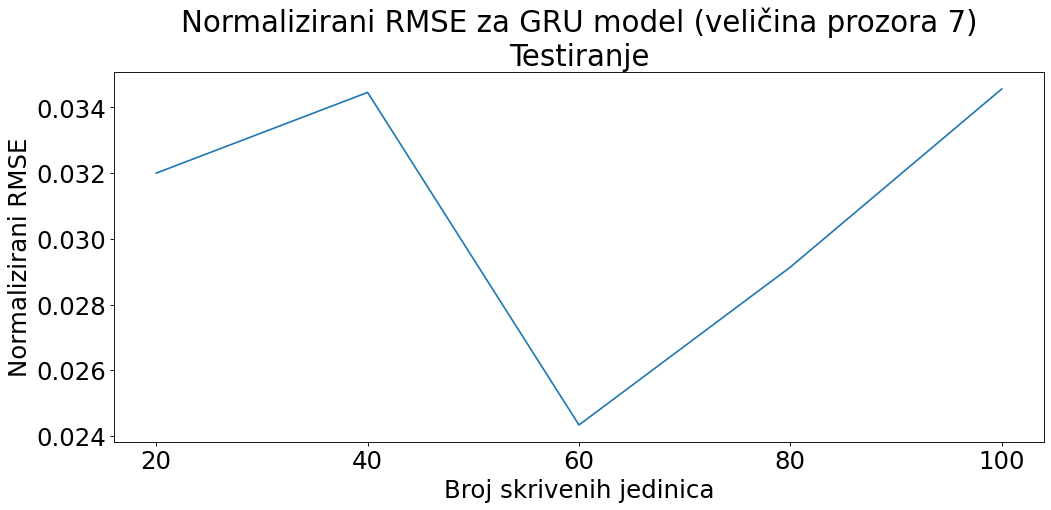 Normalizirani RMSE za GRU model (veličina prozora 7)
Testiranje
Normalizirani RMSE
0.034
0.032
0.030
0.028
0.026
0.024
20 40 60 80 100
Broj skrivenih jedinica